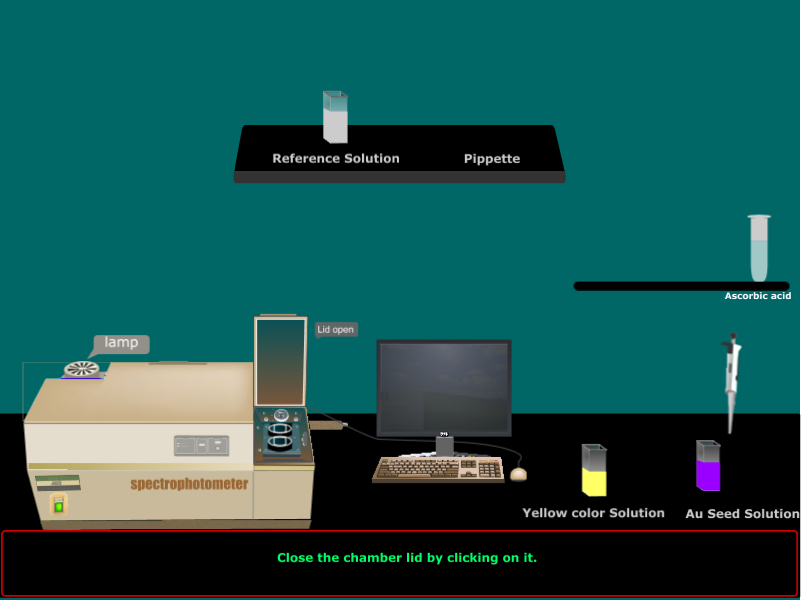 Reference Solution
Pippette
Ascorbic acid
Lid open
lamp
spectrophotometer
Yellow color Solution
Au Seed Solution
Close the chamber lid by clicking on it.